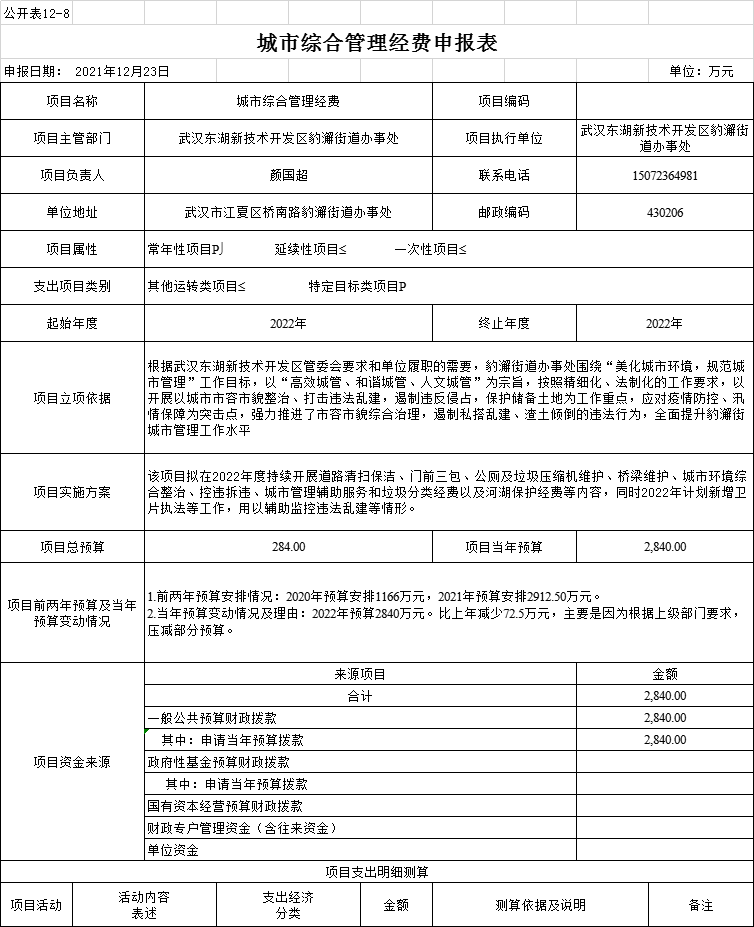 公开表12-8
城市综合管理经费申报表
申报日期： 2021年12月23日 单位：万元
项目名称 城市综合管理经费 项目编码
项目主管部门 武汉东湖新技术开发区豹澥街道办事处 项目执行单位 武汉东湖新技术开发区豹澥街
道办事处
项目负责人 颜国超 联系电话 15072364981
单位地址 武汉市江夏区桥南路豹澥街道办事处 邮政编码 430206
项目属性 常年性项目P」 延续性项目≤ 一次性项目≤
支出项目类别 其他运转类项目≤ 特定目标类项目P
起始年度 2022年 终止年度 2022年
项目立项依据
根据武汉东湖新技术开发区管委会要求和单位履职的需要，豹澥街道办事处围绕“美化城市环境，规范城
市管理”工作目标，以“高效城管、和谐城管、人文城管”为宗旨，按照精细化、法制化的工作要求，以
开展以城市市容市貌整治、打击违法乱建，遏制违反侵占，保护储备土地为工作重点，应对疫情防控、汛
情保障为突击点，强力推进了市容市貌综合治理，遏制私搭乱建、渣土倾倒的违法行为，全面提升豹澥街
城市管理工作水平
项目实施方案
该项目拟在2022年度持续开展道路清扫保洁、门前三包、公厕及垃圾压缩机维护、桥梁维护、城市环境综
合整治、控违拆违、城市管理辅助服务和垃圾分类经费以及河湖保护经费等内容，同时2022年计划新增卫
片执法等工作，用以辅助监控违法乱建等情形。
项目总预算 284.00 项目当年预算 2,840.00
项目前两年预算及当年
预算变动情况
1.前两年预算安排情况：2020年预算安排1166万元，2021年预算安排2912.50万元。
2.当年预算变动情况及理由：2022年预算2840万元。比上年减少72.5万元，主要是因为根据上级部门要求，
压减部分预算。
项目资金来源
来源项目 金额
合计 2,840.00
一般公共预算财政拨款 2,840.00
其中：申请当年预算拨款 2,840.00
政府性基金预算财政拨款
其中：申请当年预算拨款
国有资本经营预算财政拨款
财政专户管理资金（含往来资金）
单位资金
项目支出明细测算
项目活动 活动内容
表述 支出经济
分类 金额 测算依据及说明 备注